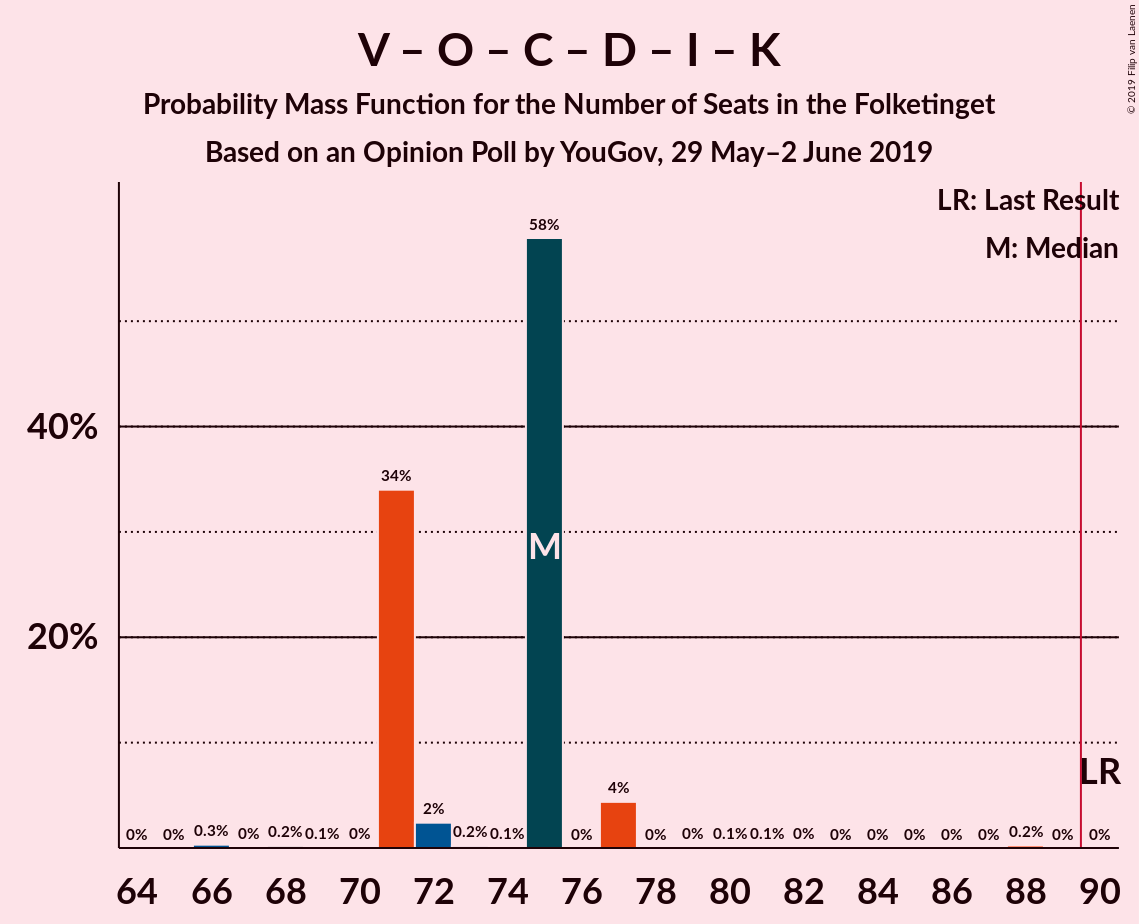 V – O – C – D – I – K
Probability Mass Function for the Number of Seats in the Folketinget
Based on an Opinion Poll by YouGov, 29 May–2 June 2019
© 2019 Filip van Laenen
LR: Last Result
M: Median
58%
40%
34%
M
20%
LR
4%
2%
0% 0% 0.3% 0% 0.2% 0.1% 0% 0.2% 0.1% 0% 0% 0% 0.1% 0.1% 0% 0% 0% 0% 0% 0% 0.2% 0% 0%
64 66 68 70 72 74 76 78 80 82 84 86 88 90